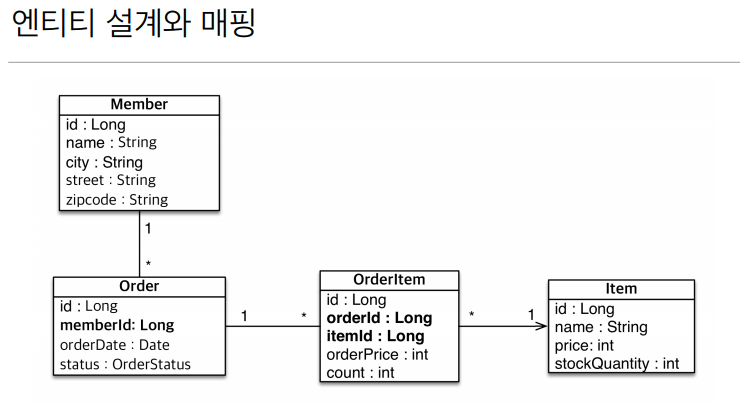 엔티티 설계와 매핑
Member
id : Long
name : String
city : String
street : String
zipcode : String
1
*
Order
id : Long
memberId: Long
orderDate : Date
status : OrderStatus
1
*
OrderItem
id : Long
orderId : Long
itemId : Long
orderPrice : int
count : int
*
1
Item
id : Long
name : String
price: int
stockQuantity : int